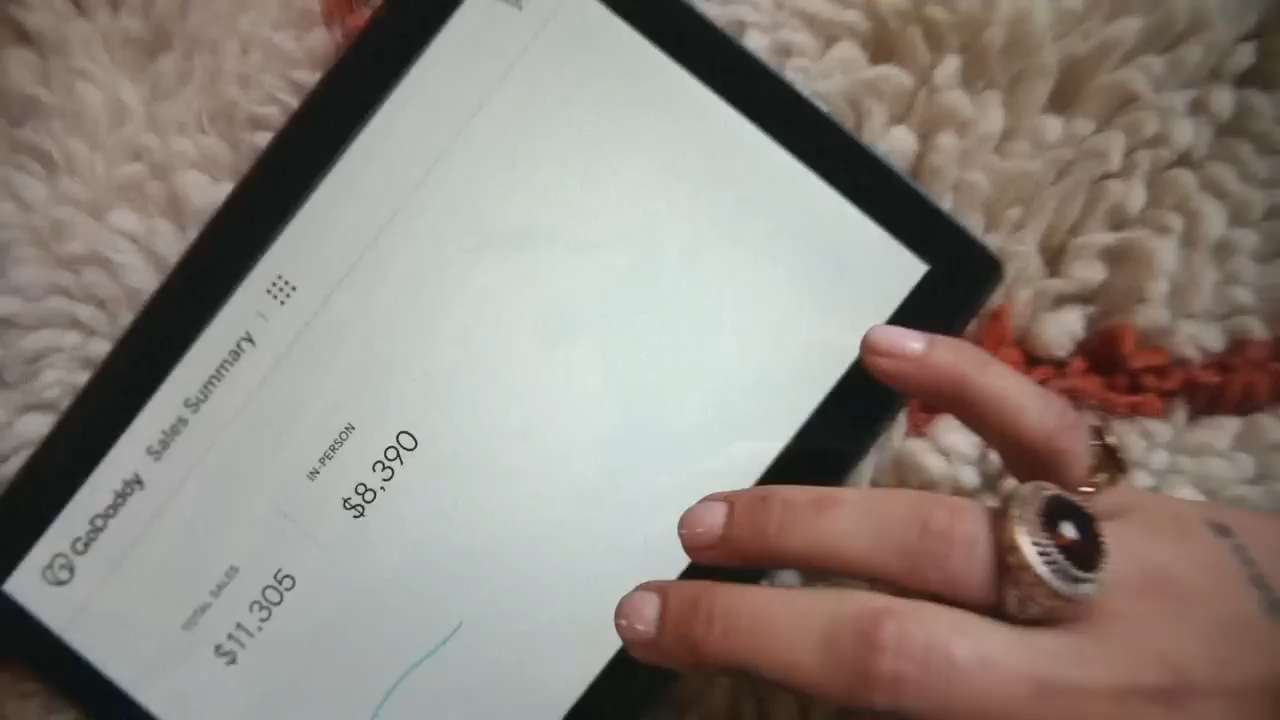 GoDaddy Sales Summary
TOTAL SALES
$11,305
IN-PERSON
$8,390